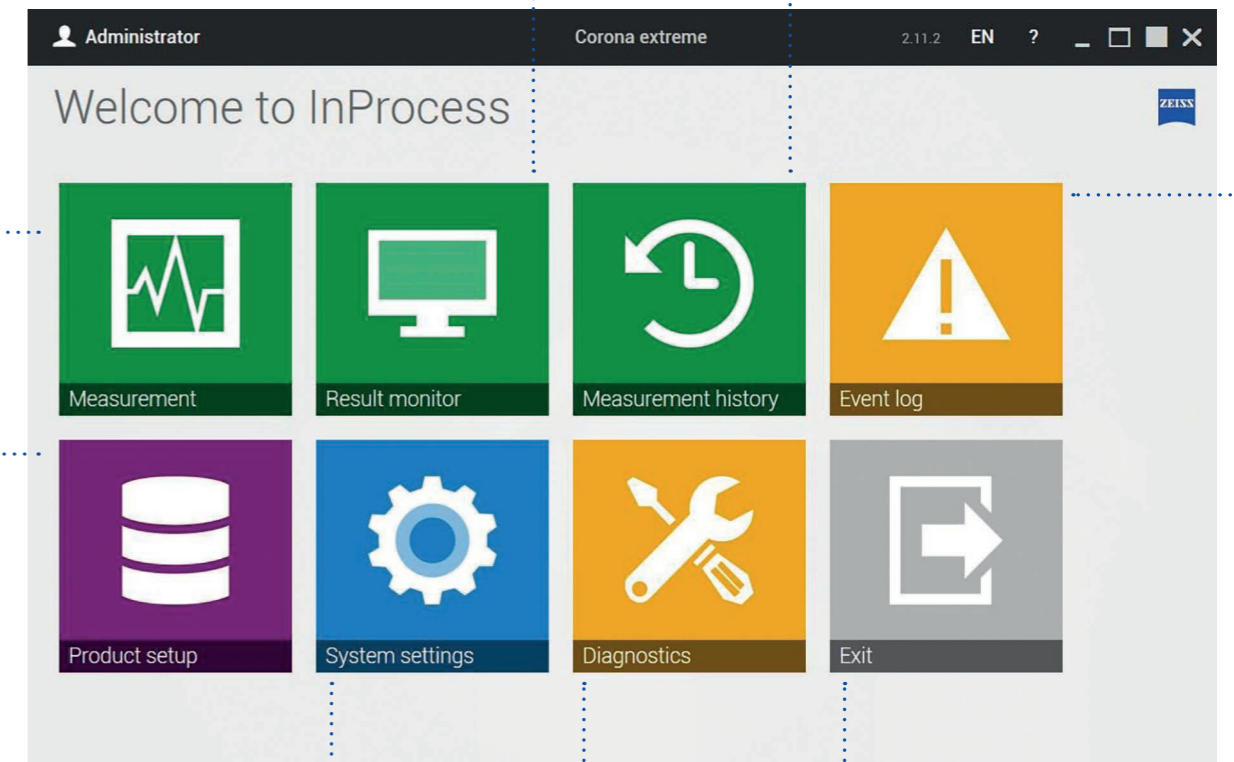 Administrator Corona extreme 2.11.2 EN ?
Welcome to InProcess
ZEISS
Measurement Result monitor Measurement history Event log
Product setup System settings Diagnostics Exit